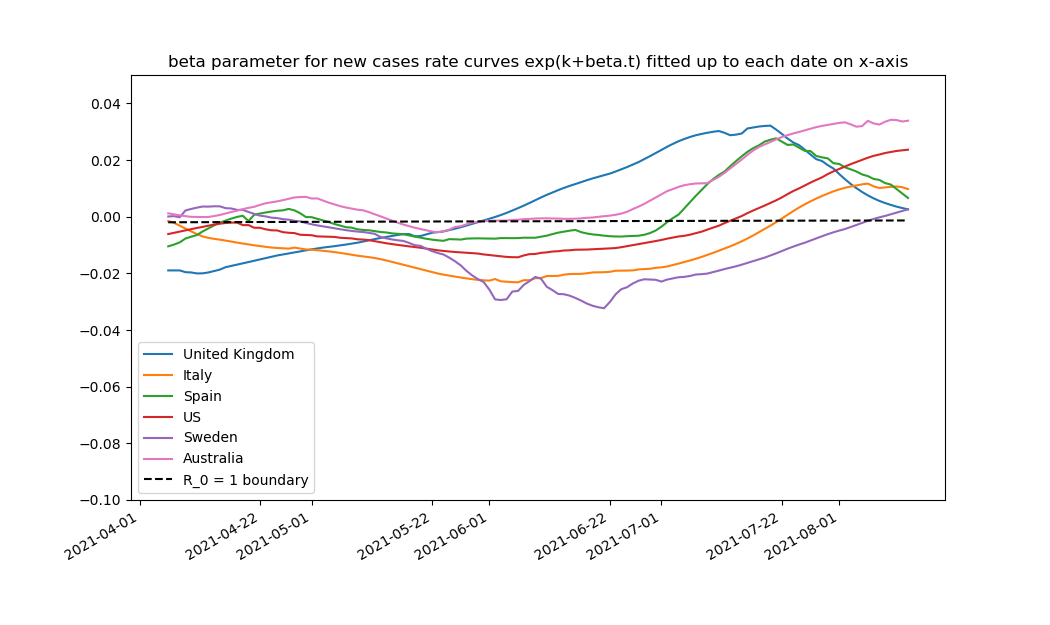 beta parameter for new cases rate curves exp(k+beta.t) fitted up to each date on x-axis
0.04
0.02
0.00
−0.02
−0.04
−0.06
−0.08
−0.10
United Kingdom
Italy
Spain
US
Sweden
Australia
R_0 = 1 boundary
2021-04-01
2021-04-22
2021-05-01
2021-05-22
2021-06-01
2021-06-22
2021-07-01
2021-07-22
2021-08-01